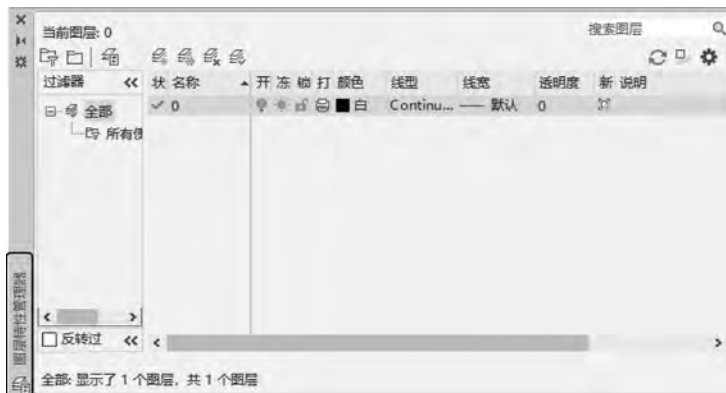 当前图层: 0
搜索图层
过滤器
状 名称 开 冻 锁 打 颜色 线型 线宽 透明度 新 说明
全部
0 白 Continu... 默认 0
所有使
反转过
全部: 显示了 1 个图层, 共 1 个图层
图层特性管理器